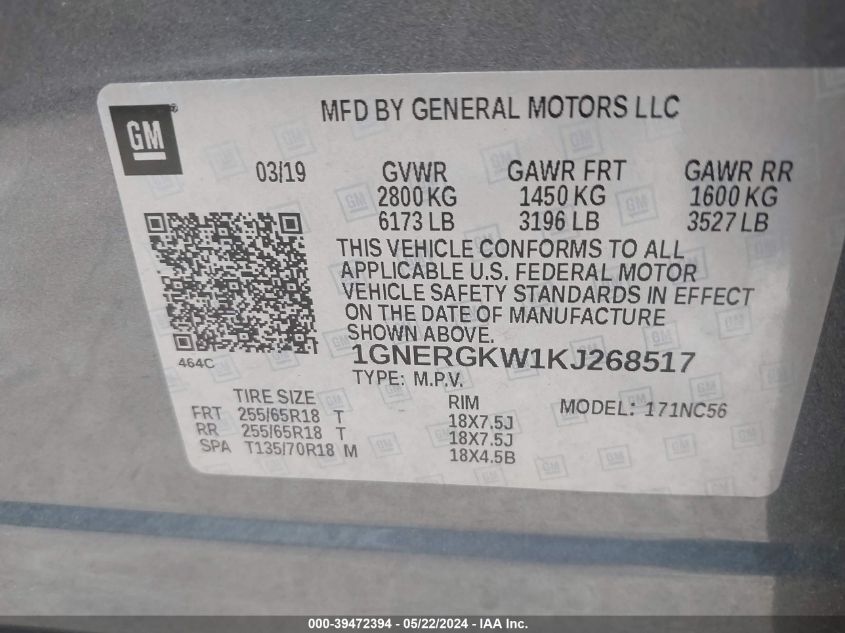 GM®
MFD BY GENERAL MOTORS LLC
03/19 GVWR GAWR FRT GAWR RR
2800 KG 1450 KG 1600 KG
6173 LB 3196 LB 3527 LB
THIS VEHICLE CONFORMS TO ALL
APPLICABLE U.S. FEDERAL MOTOR
VEHICLE SAFETY STANDARDS IN EFFECT
ON THE DATE OF MANUFACTURE
SHOWN ABOVE.
464C
1GNERGKW1KJ268517
TYPE: M.P.V.
TIRE SIZE RIM MODEL: 171NC56
FRT 255/65R18 T 18X7.5J
RR 255/65R18 T 18X7.5J
SPA T135/70R18 M 18X4.5B
000-39472394 - 05/22/2024 - IAA Inc.